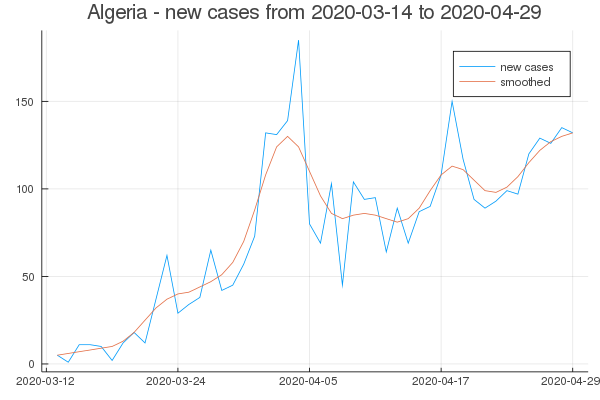 Algeria - new cases from 2020-03-14 to 2020-04-29
new cases
smoothed
150
100
50
0
2020-03-12 2020-03-24 2020-04-05 2020-04-17 2020-04-29